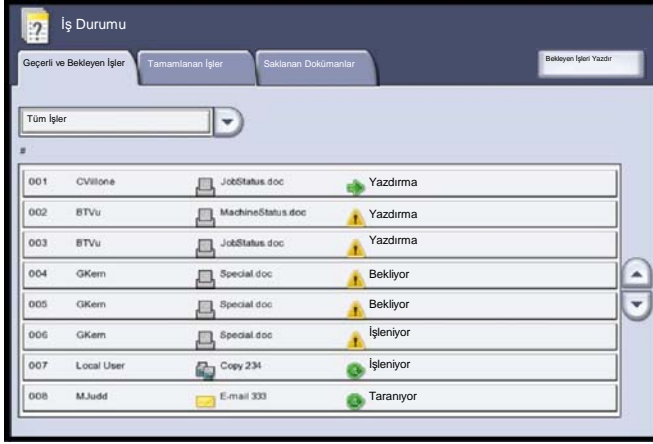 İş Durumu
Geçerli ve Bekleyen İşler Tamamlanan İşler Saklanan Dokümanlar Bekleyen İşleri Yazdır
Tüm İşler
#
001 CVillone JobStatus.doc Yazdırma
002 BTVu MachineStatus.doc Yazdırma
003 BTVu JobStatus.doc Yazdırma
004 GKern Special.doc Bekliyor
005 GKern Special.doc Bekliyor
006 GKern Special.doc İşleniyor
007 Local User Copy 234 İşleniyor
008 MJudd E-mail 333 Taranıyor